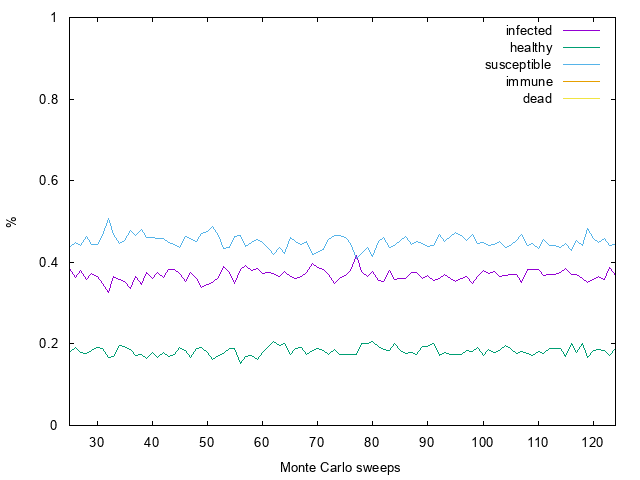 1
infected
healthy
susceptible
immune
dead
0.8
0.6
%
0.4
0.2
0
30 40 50 60 70 80 90 100 110 120
Monte Carlo sweeps